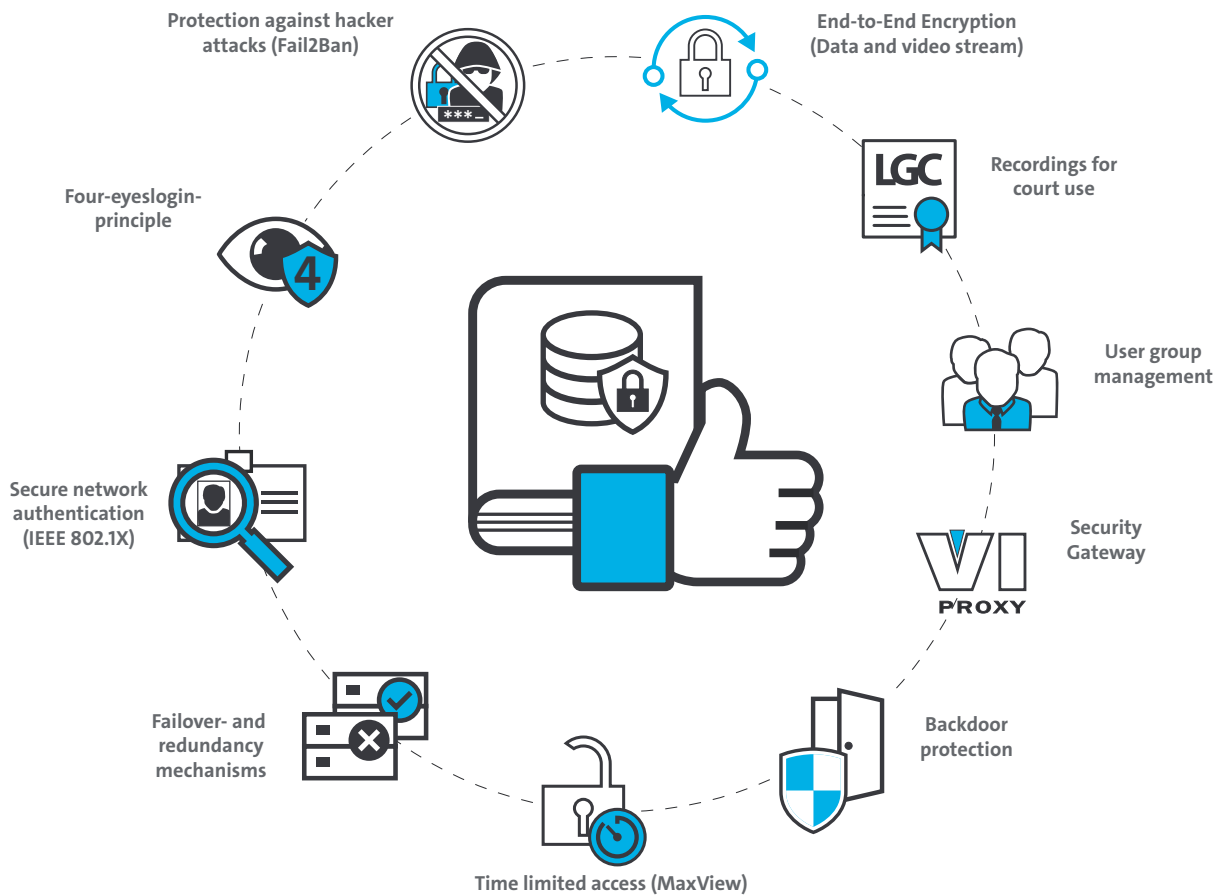 Protection against hacker
attacks (Fail2Ban)
***_
End-to-End Encryption
(Data and video stream)
LGC
Recordings for
court use
User group
management
Security
Gateway
VI
PROXY
Backdoor
protection
Time limited access (MaxView)
Failover- and
redundancy
mechanisms
Secure network
authentication
(IEEE 802.1X)
Four-eyeslogin-
principle
4